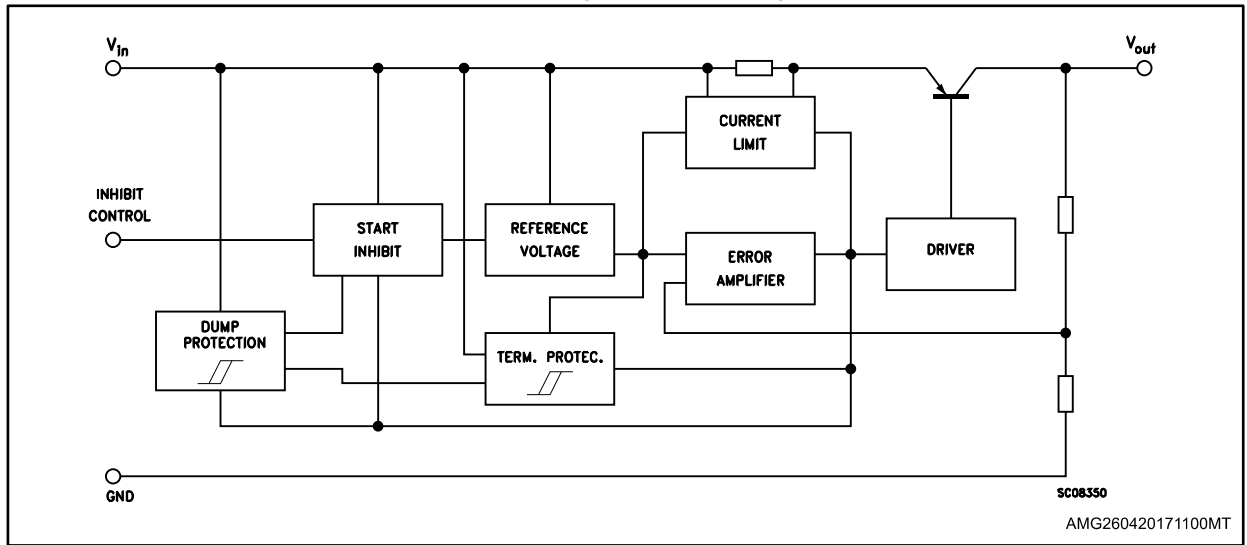 Vin
Vout
CURRENT
LIMIT
INHIBIT
CONTROL
START
INHIBIT
REFERENCE
VOLTAGE
ERROR
AMPLIFIER
DRIVER
DUMP
PROTECTION
TERM. PROTEC.
GND
SC08350
AMG260420171100MT